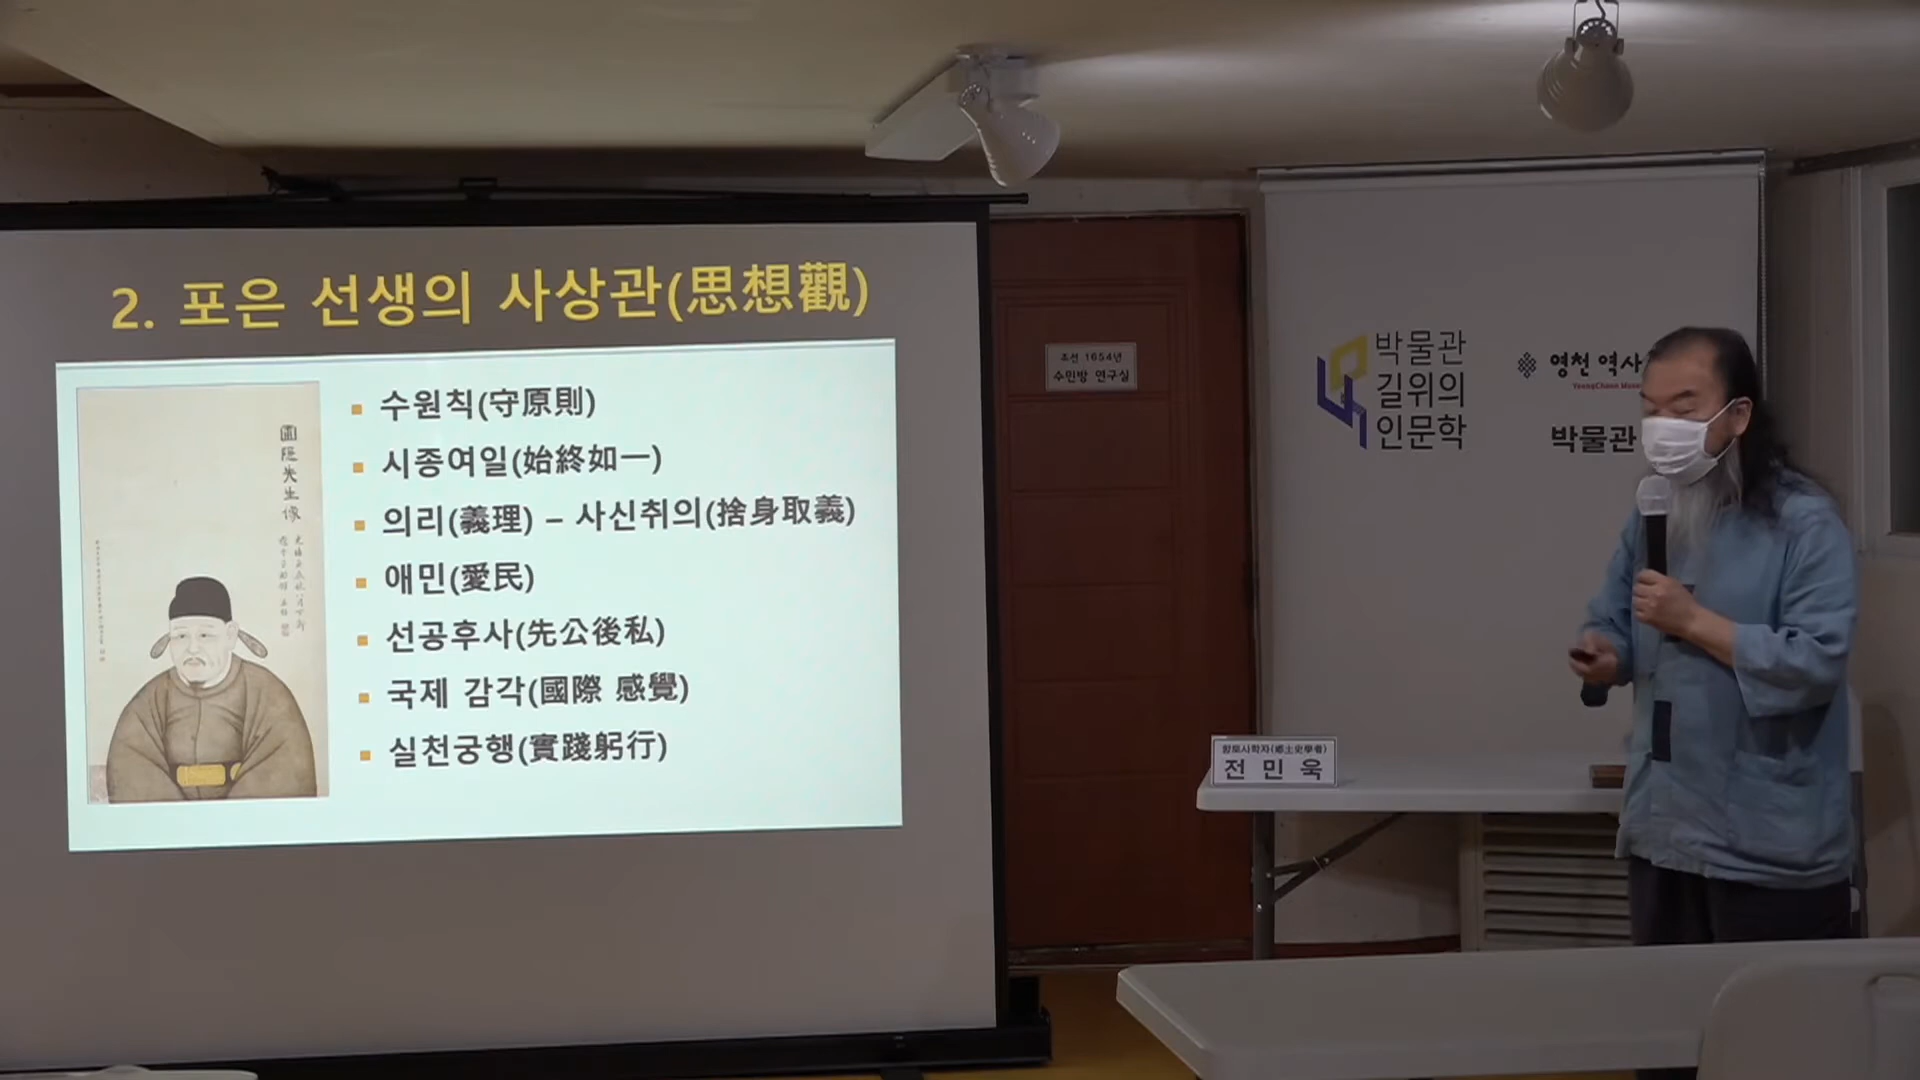 2. 포은 선생의 사상관(思想觀)
수원칙(守原則)
시종여일(始終如一)
의리(義理) – 사신취의(捨身取義)
애민(愛民)
선공후사(先公後私)
국제 감각(國際 感覺)
실천궁행(實踐躬行)
圃隱先生像
조선 1654년
수민방 연구실
박물관
길위의
인문학
영천 역사
YoungCheon
박물관
향토사학자(鄕土史學者)
전 민 욱